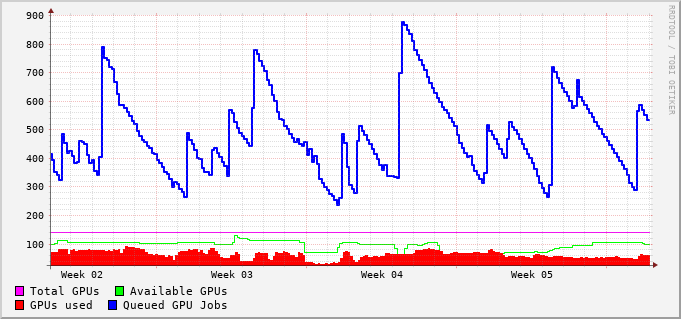 900
800
700
600
500
400
300
200
100
Week 02 Week 03 Week 04 Week 05
Total GPUs Available GPUs
GPUs used Queued GPU Jobs
RRDTOOL / TOBI OETIKER